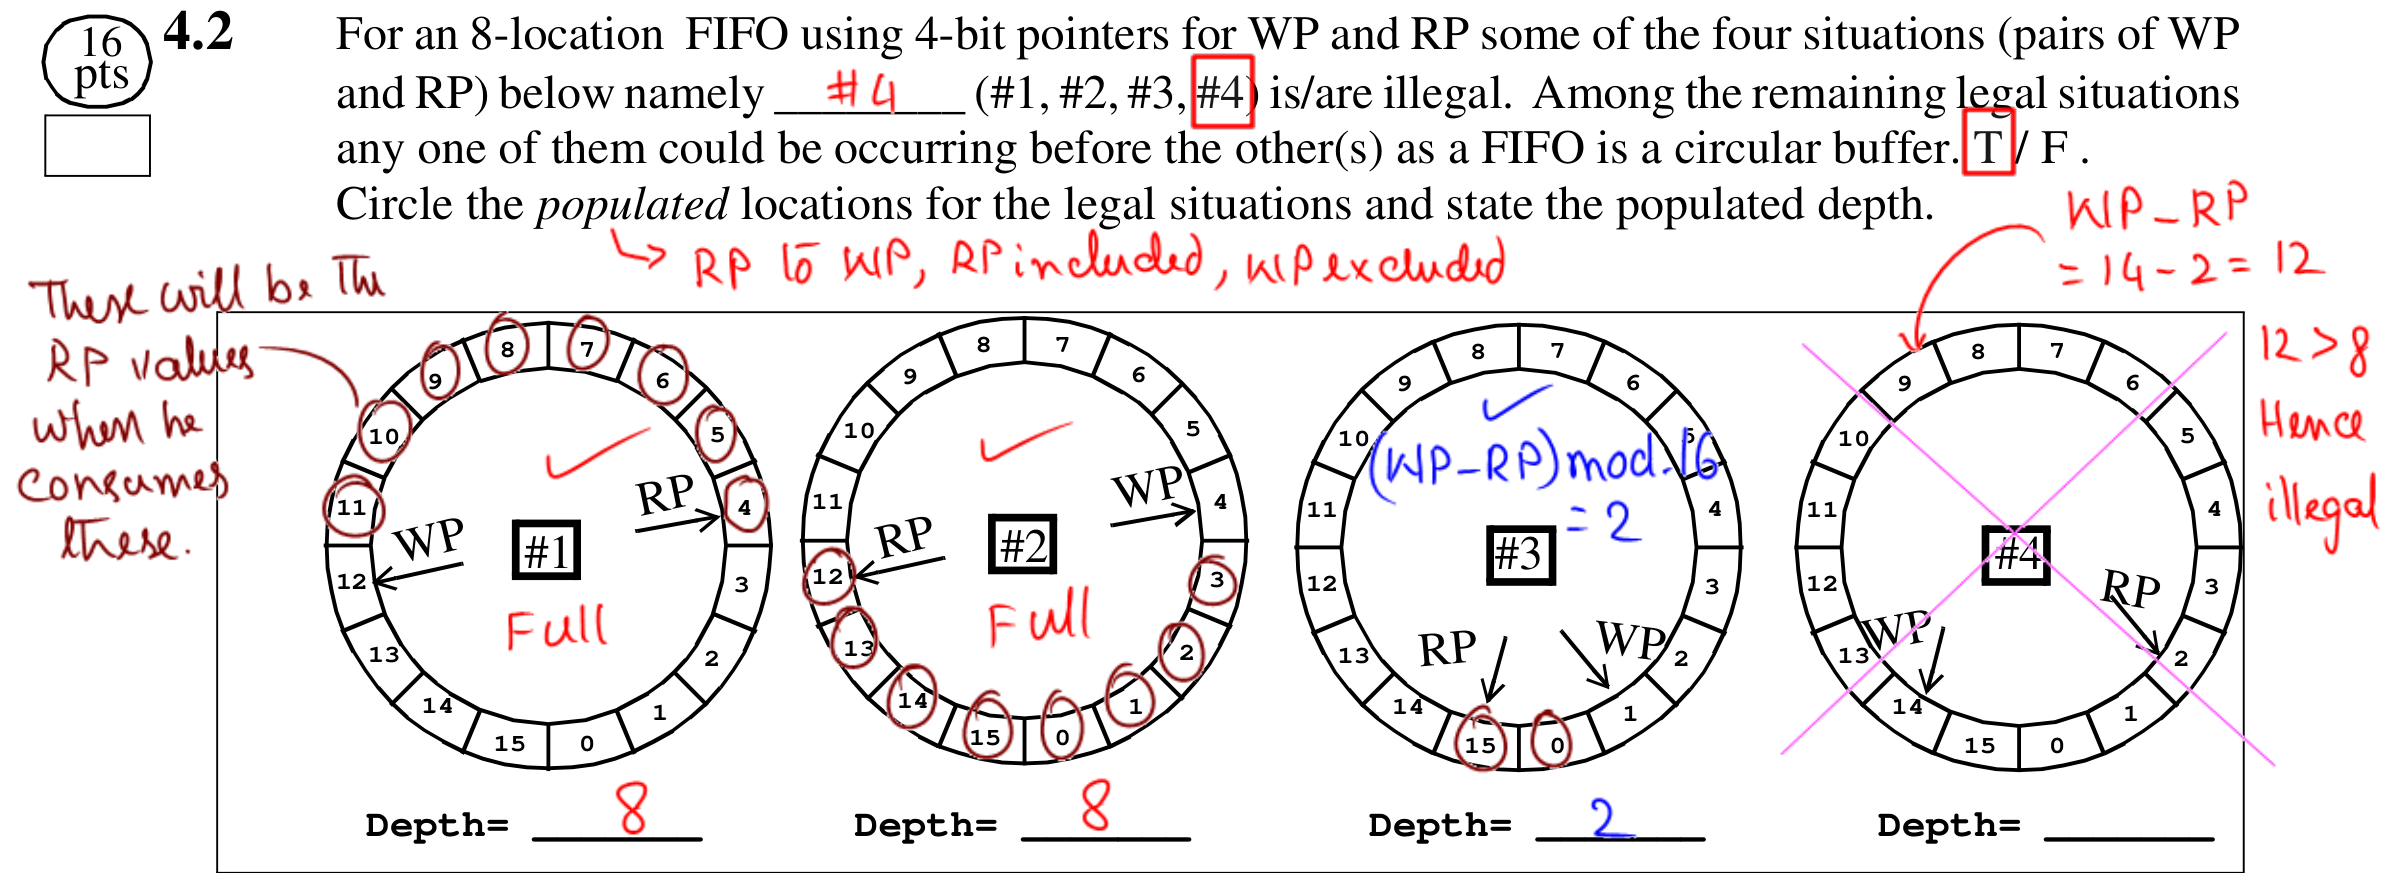 16 pts
4.2
For an 8-location FIFO using 4-bit pointers for WP and RP some of the four situations (pairs of WP
and RP) below namely #4 (#1, #2, #3, #4) is/are illegal. Among the remaining legal situations
any one of them could be occurring before the other(s) as a FIFO is a circular buffer. T / F .
Circle the populated locations for the legal situations and state the populated depth.
RP to WP, RP included, WP excluded
WP - RP
= 14 - 2 = 12
12 > 8
Hence
illegal
These will be the
RP values
when he
consumes
these.
8 7
9 6
10 5
11 RP 4
WP
12 #1 3
Full
13 2
14 1
15 0
Depth= 8
8 7
9 6
10 5
11 WP 4
RP
12 #2 3
Full
13 2
14 1
15 0
Depth= 8
8 7
9 6
10 5
(WP-RP) mod-16
= 2
11 4
12 #3 3
RP WP
13 2
14 1
15 0
Depth= 2
8 7
9 6
10 5
11 4
12 #4 3
WP RP
13 2
14 1
15 0
Depth=